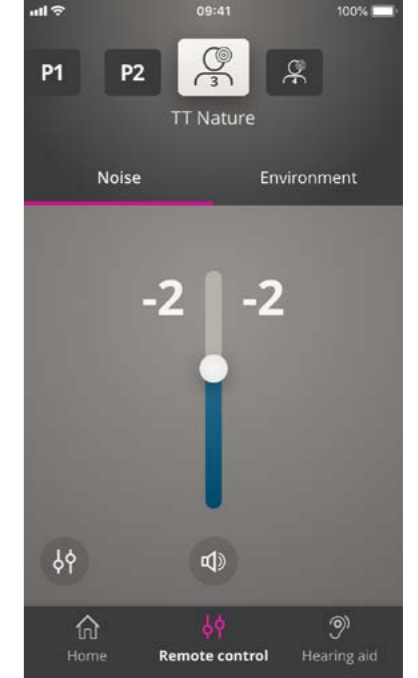 09:41 100%
P1 P2 3 4
TT Nature
Noise Environment
-2 -2
Home Remote control Hearing aid